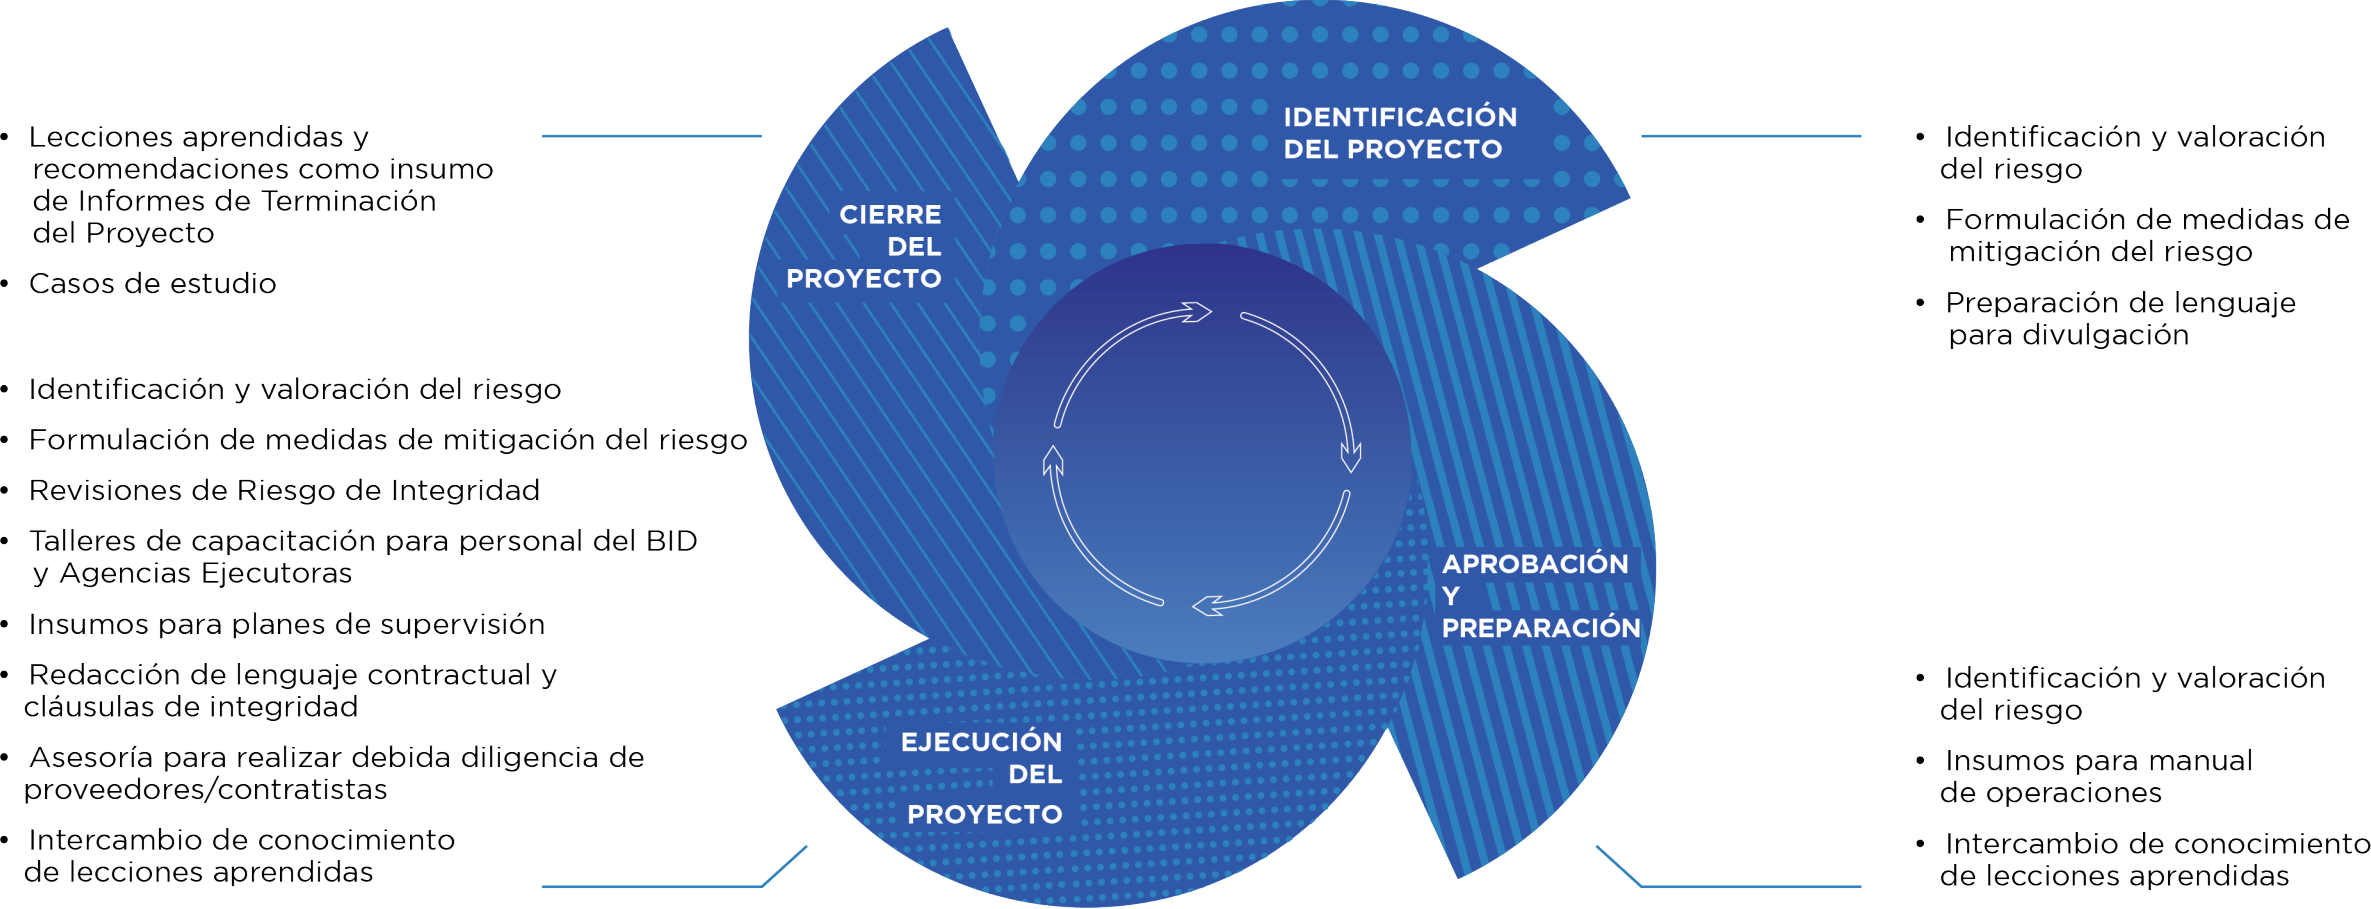 • Lecciones aprendidas y
recomendaciones como insumo
de Informes de Terminación
del Proyecto
• Casos de estudio
• Identificación y valoración del riesgo
• Formulación de medidas de mitigación del riesgo
• Revisiones de Riesgo de Integridad
• Talleres de capacitación para personal del BID
y Agencias Ejecutoras
• Insumos para planes de supervisión
• Redacción de lenguaje contractual y
cláusulas de integridad
• Asesoría para realizar debida diligencia de
proveedores/contratistas
• Intercambio de conocimiento
de lecciones aprendidas
CIERRE
DEL
PROYECTO
IDENTIFICACIÓN
DEL PROYECTO
APROBACIÓN
Y
PREPARACIÓN
EJECUCIÓN
DEL
PROYECTO
• Identificación y valoración
del riesgo
• Formulación de medidas de
mitigación del riesgo
• Preparación de lenguaje
para divulgación
• Identificación y valoración
del riesgo
• Insumos para manual
de operaciones
• Intercambio de conocimiento
de lecciones aprendidas